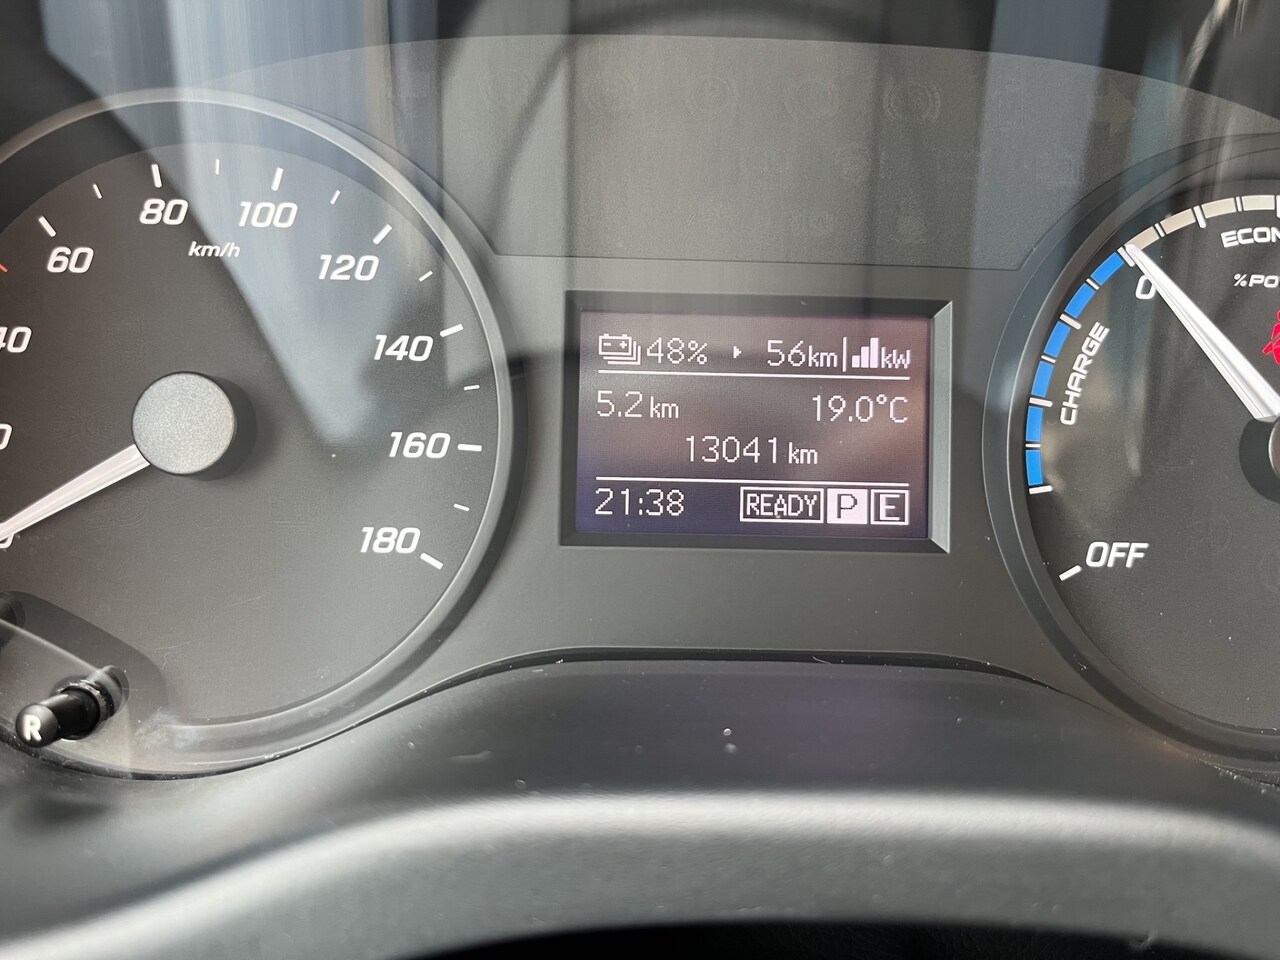 80
100
60
km/h
120
40
140
160
180
R
48% 56km kW
5.2 km 19.0°C
13041 km
21:38 READY P E
ECON
%PO
0
CHARGE
OFF